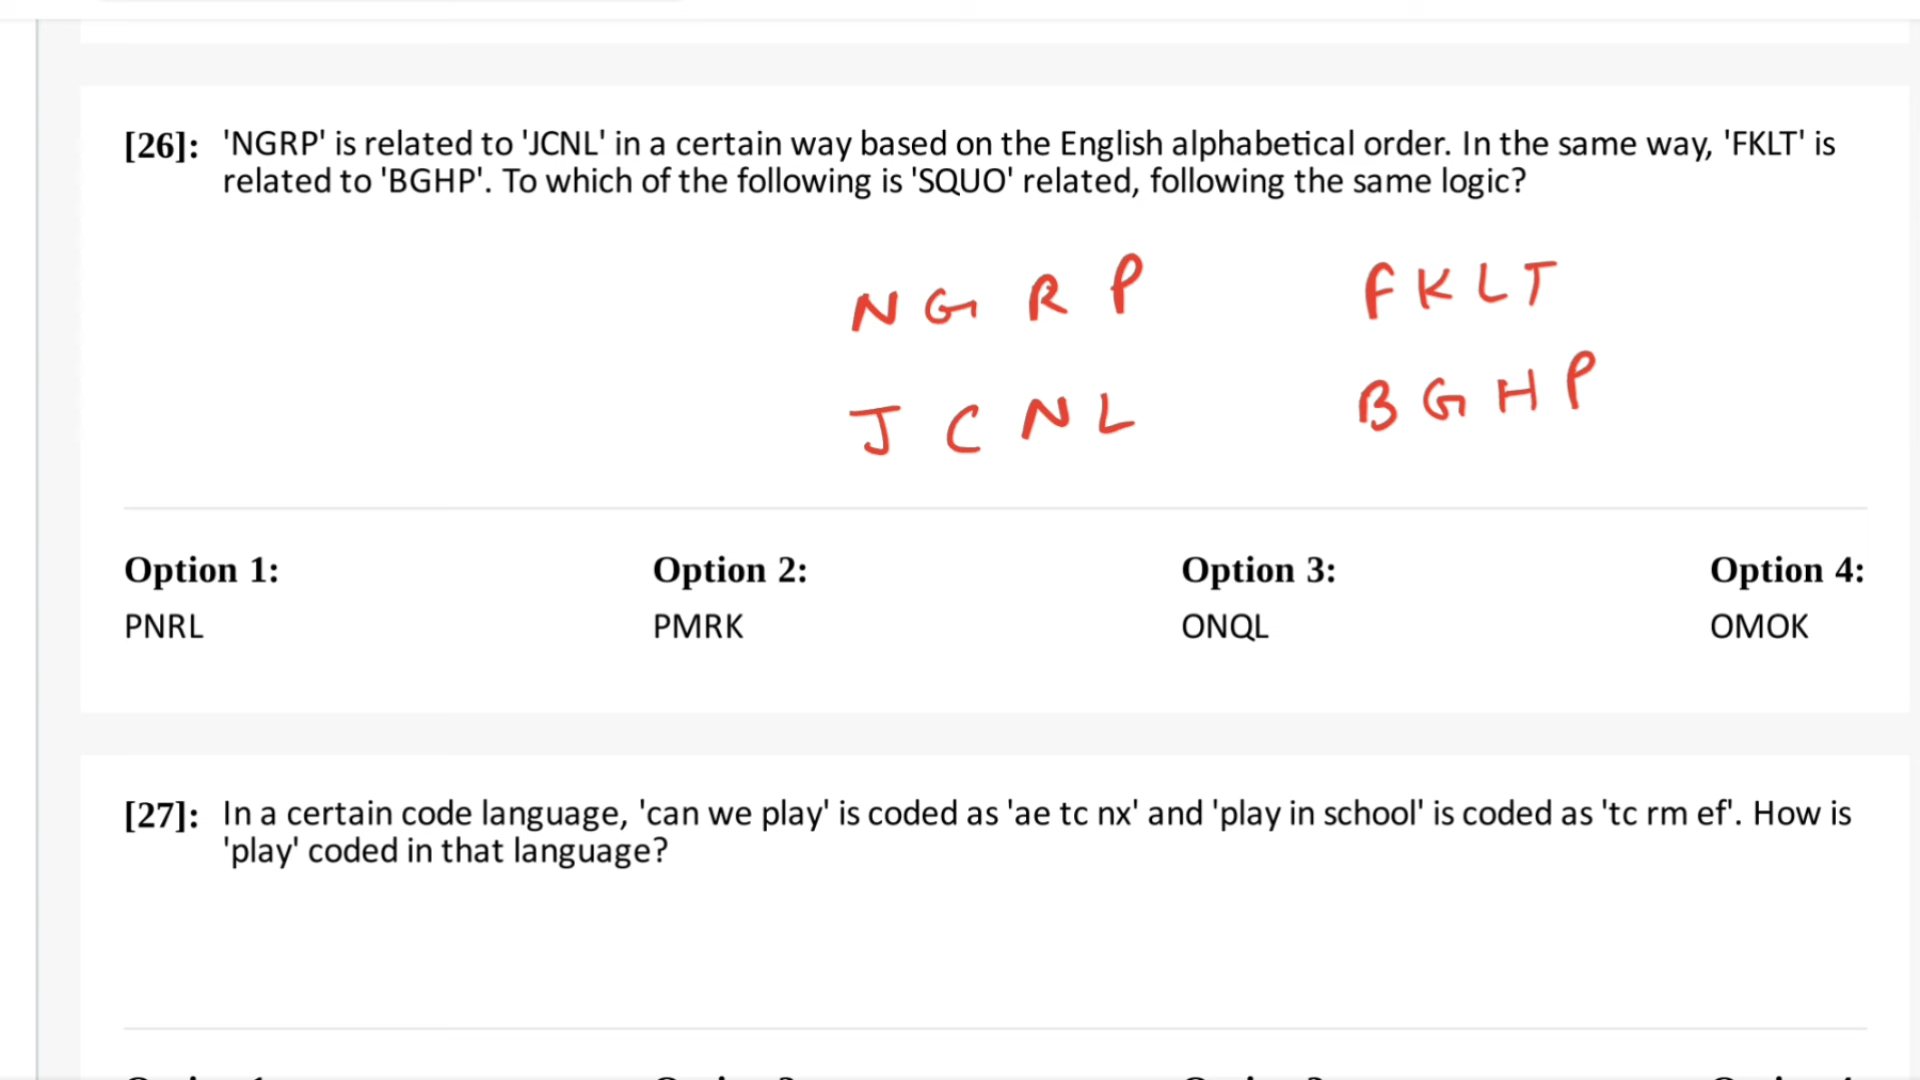 [26]: 'NGRP' is related to 'JCNL' in a certain way based on the English alphabetical order. In the same way, 'FKLT' is
related to 'BGHP'. To which of the following is 'SQUO' related, following the same logic?
N G R P F K L T
J C N L B G H P
Option 1: Option 2: Option 3: Option 4:
PNRL PMRK ONQL OMOK
[27]: In a certain code language, 'can we play' is coded as 'ae tc nx' and 'play in school' is coded as 'tc rm ef'. How is
'play' coded in that language?